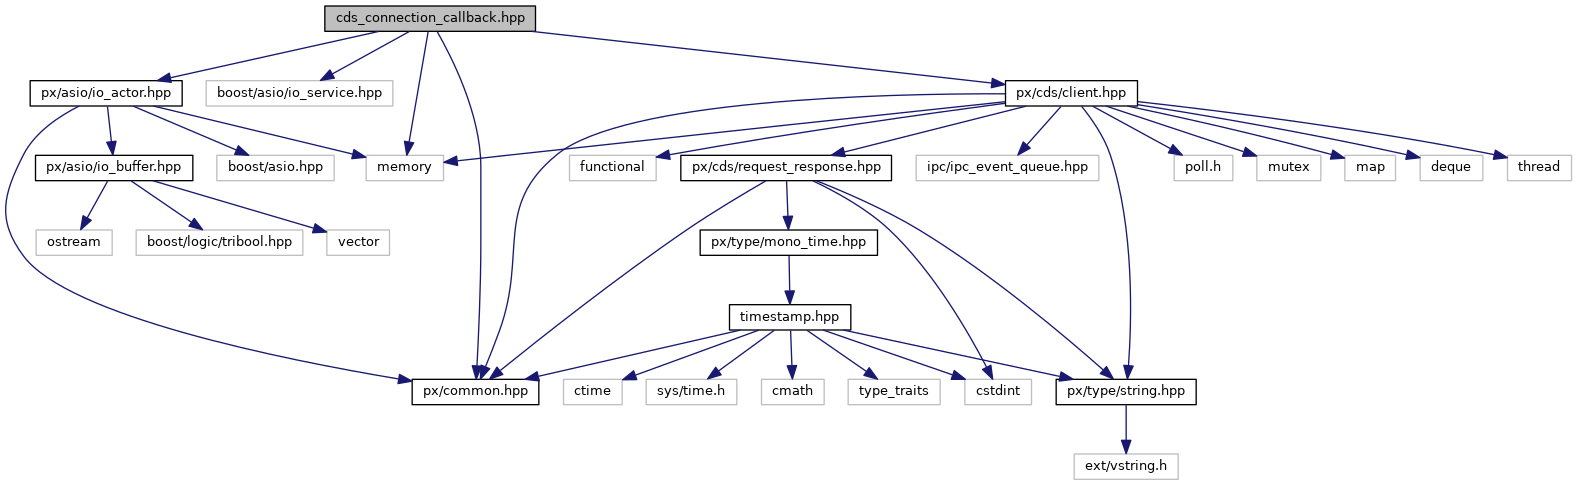 cds_connection_callback.hpp
px/asio/io_actor.hpp
boost/asio/io_service.hpp
px/cds/client.hpp
px/asio/io_buffer.hpp
boost/asio.hpp
memory
functional
px/cds/request_response.hpp
ipc/ipc_event_queue.hpp
poll.h
mutex
map
deque
thread
ostream
boost/logic/tribool.hpp
vector
px/type/mono_time.hpp
timestamp.hpp
px/common.hpp
ctime
sys/time.h
cmath
type_traits
cstdint
px/type/string.hpp
ext/vstring.h